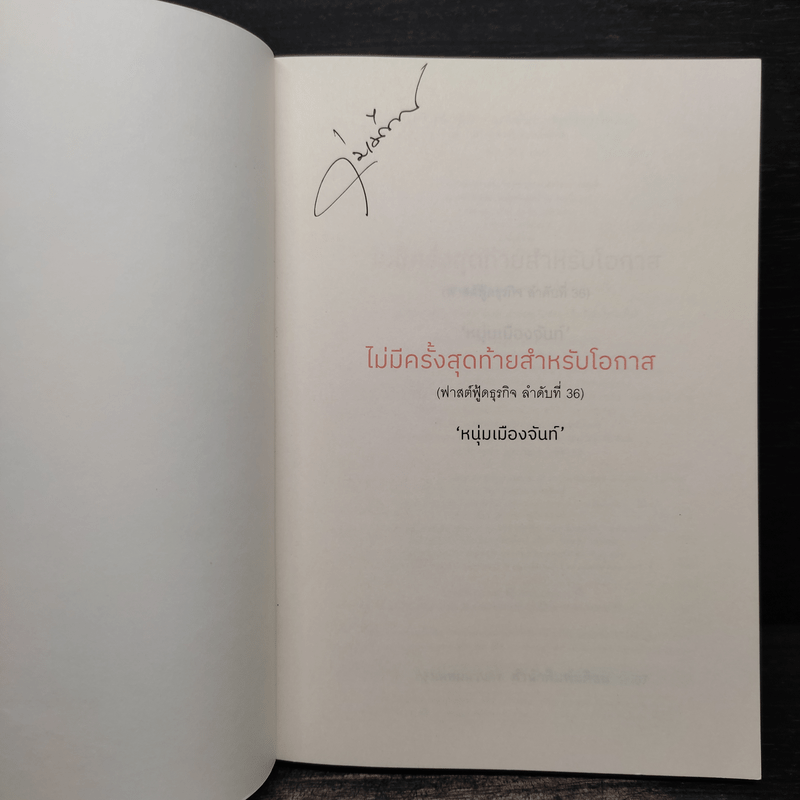 ไม่มีครั้งสุดท้ายสำหรับโอกาส
(ฟาสต์ฟู้ดธุรกิจ ลำดับที่ 36)
‘หนุ่มเมืองจันท์’